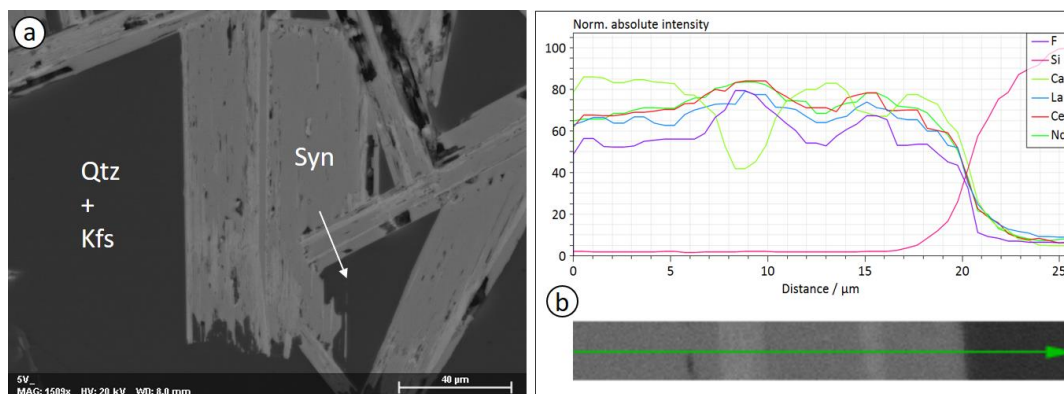 a
Qtz
+
Kfs
Syn
5V_
MAG: 1509x HV: 20 kV WD: 8.0 mm
40 µm
Norm. absolute intensity
100
80
60
40
20
0
0 5 10 15 20 25
Distance / µm
F
Si
Ca
La
Ce
Nd
b